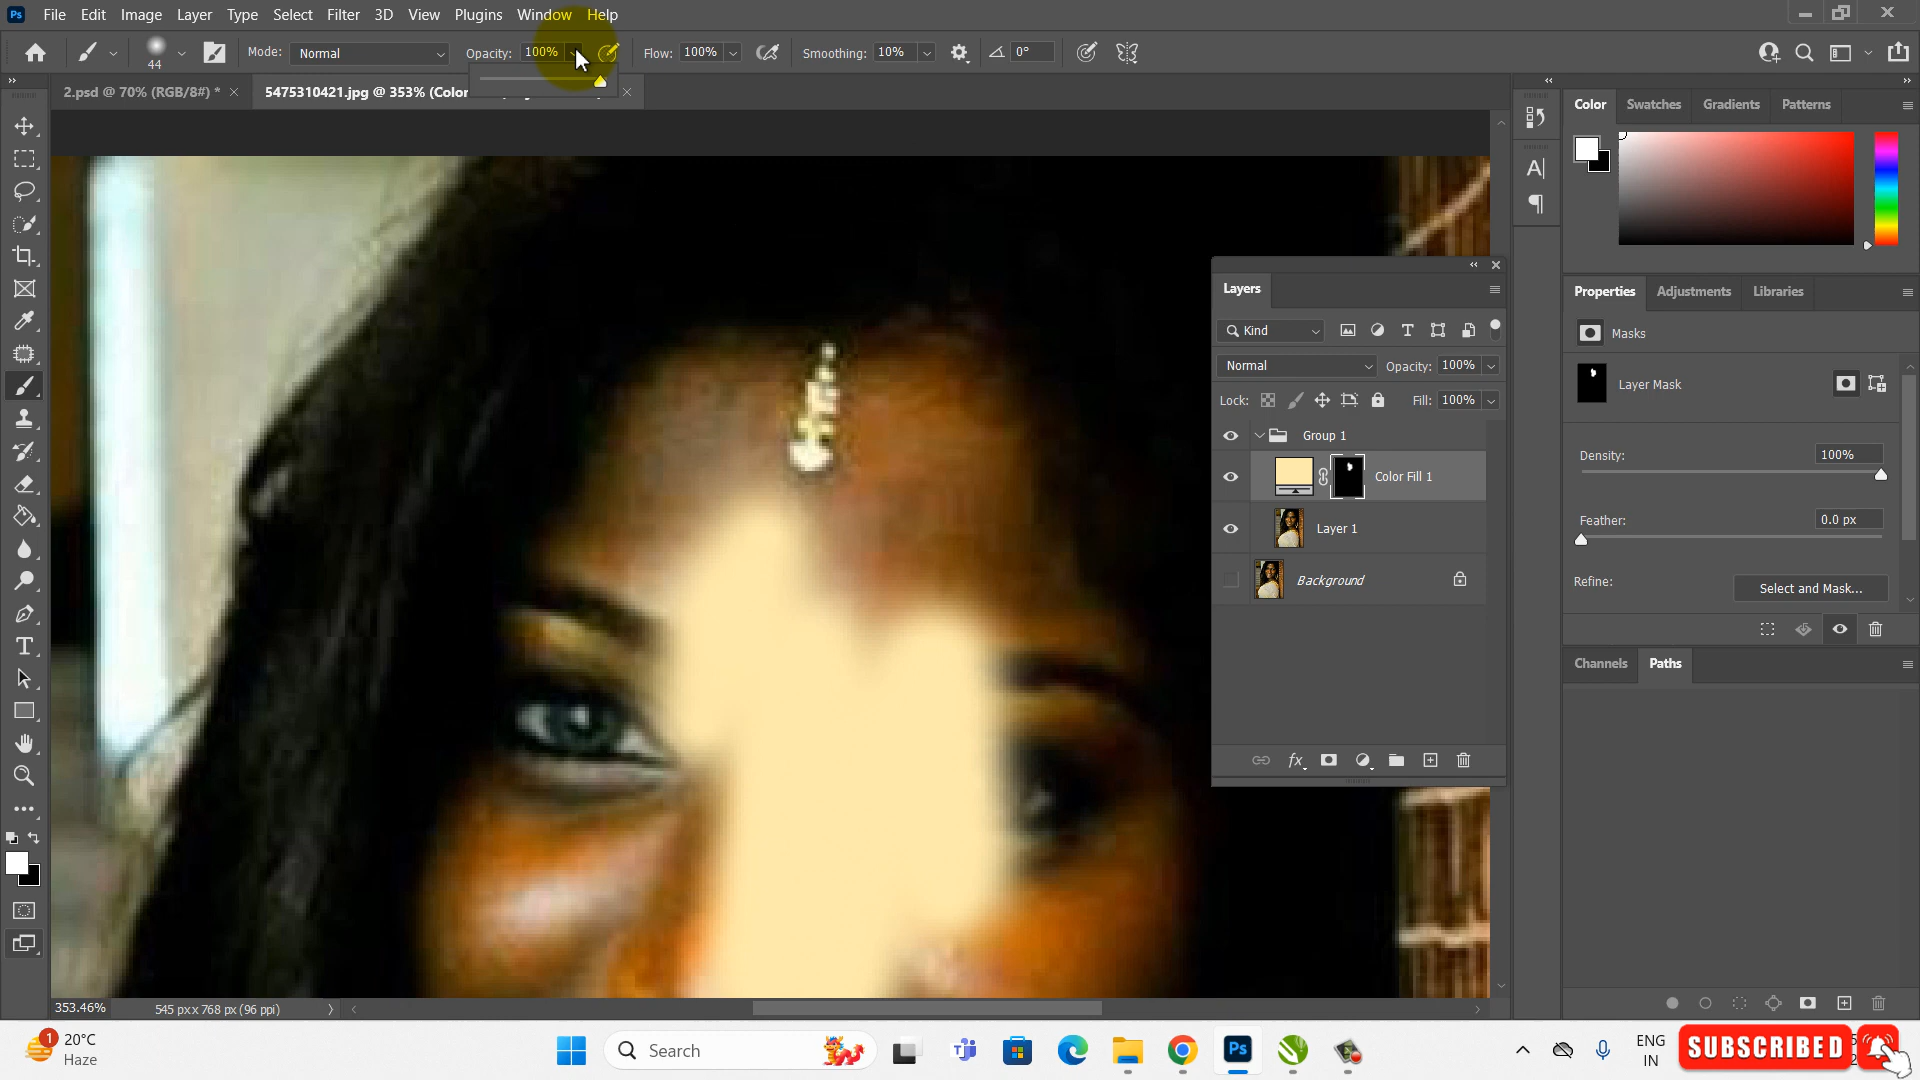 Ps File Edit Image Layer Type Select Filter 3D View Plugins Window Help
44 Mode: Normal Opacity: 100% Flow: 100% Smoothing: 10% 0°
2.psd @ 70% (RGB/8#) * 5475310421.jpg @ 353% (Color
Color Swatches Gradients Patterns
Layers
Kind
Normal Opacity: 100%
Lock: Fill: 100%
Group 1
Color Fill 1
Layer 1
Background
Properties Adjustments Libraries
Masks
Layer Mask
Density: 100%
Feather: 0.0 px
Refine: Select and Mask...
Channels Paths
353.46% 545 px x 768 px (96 ppi)
1 20°C
Haze
Search
Ps
ENG
IN
SUBSCRIBED